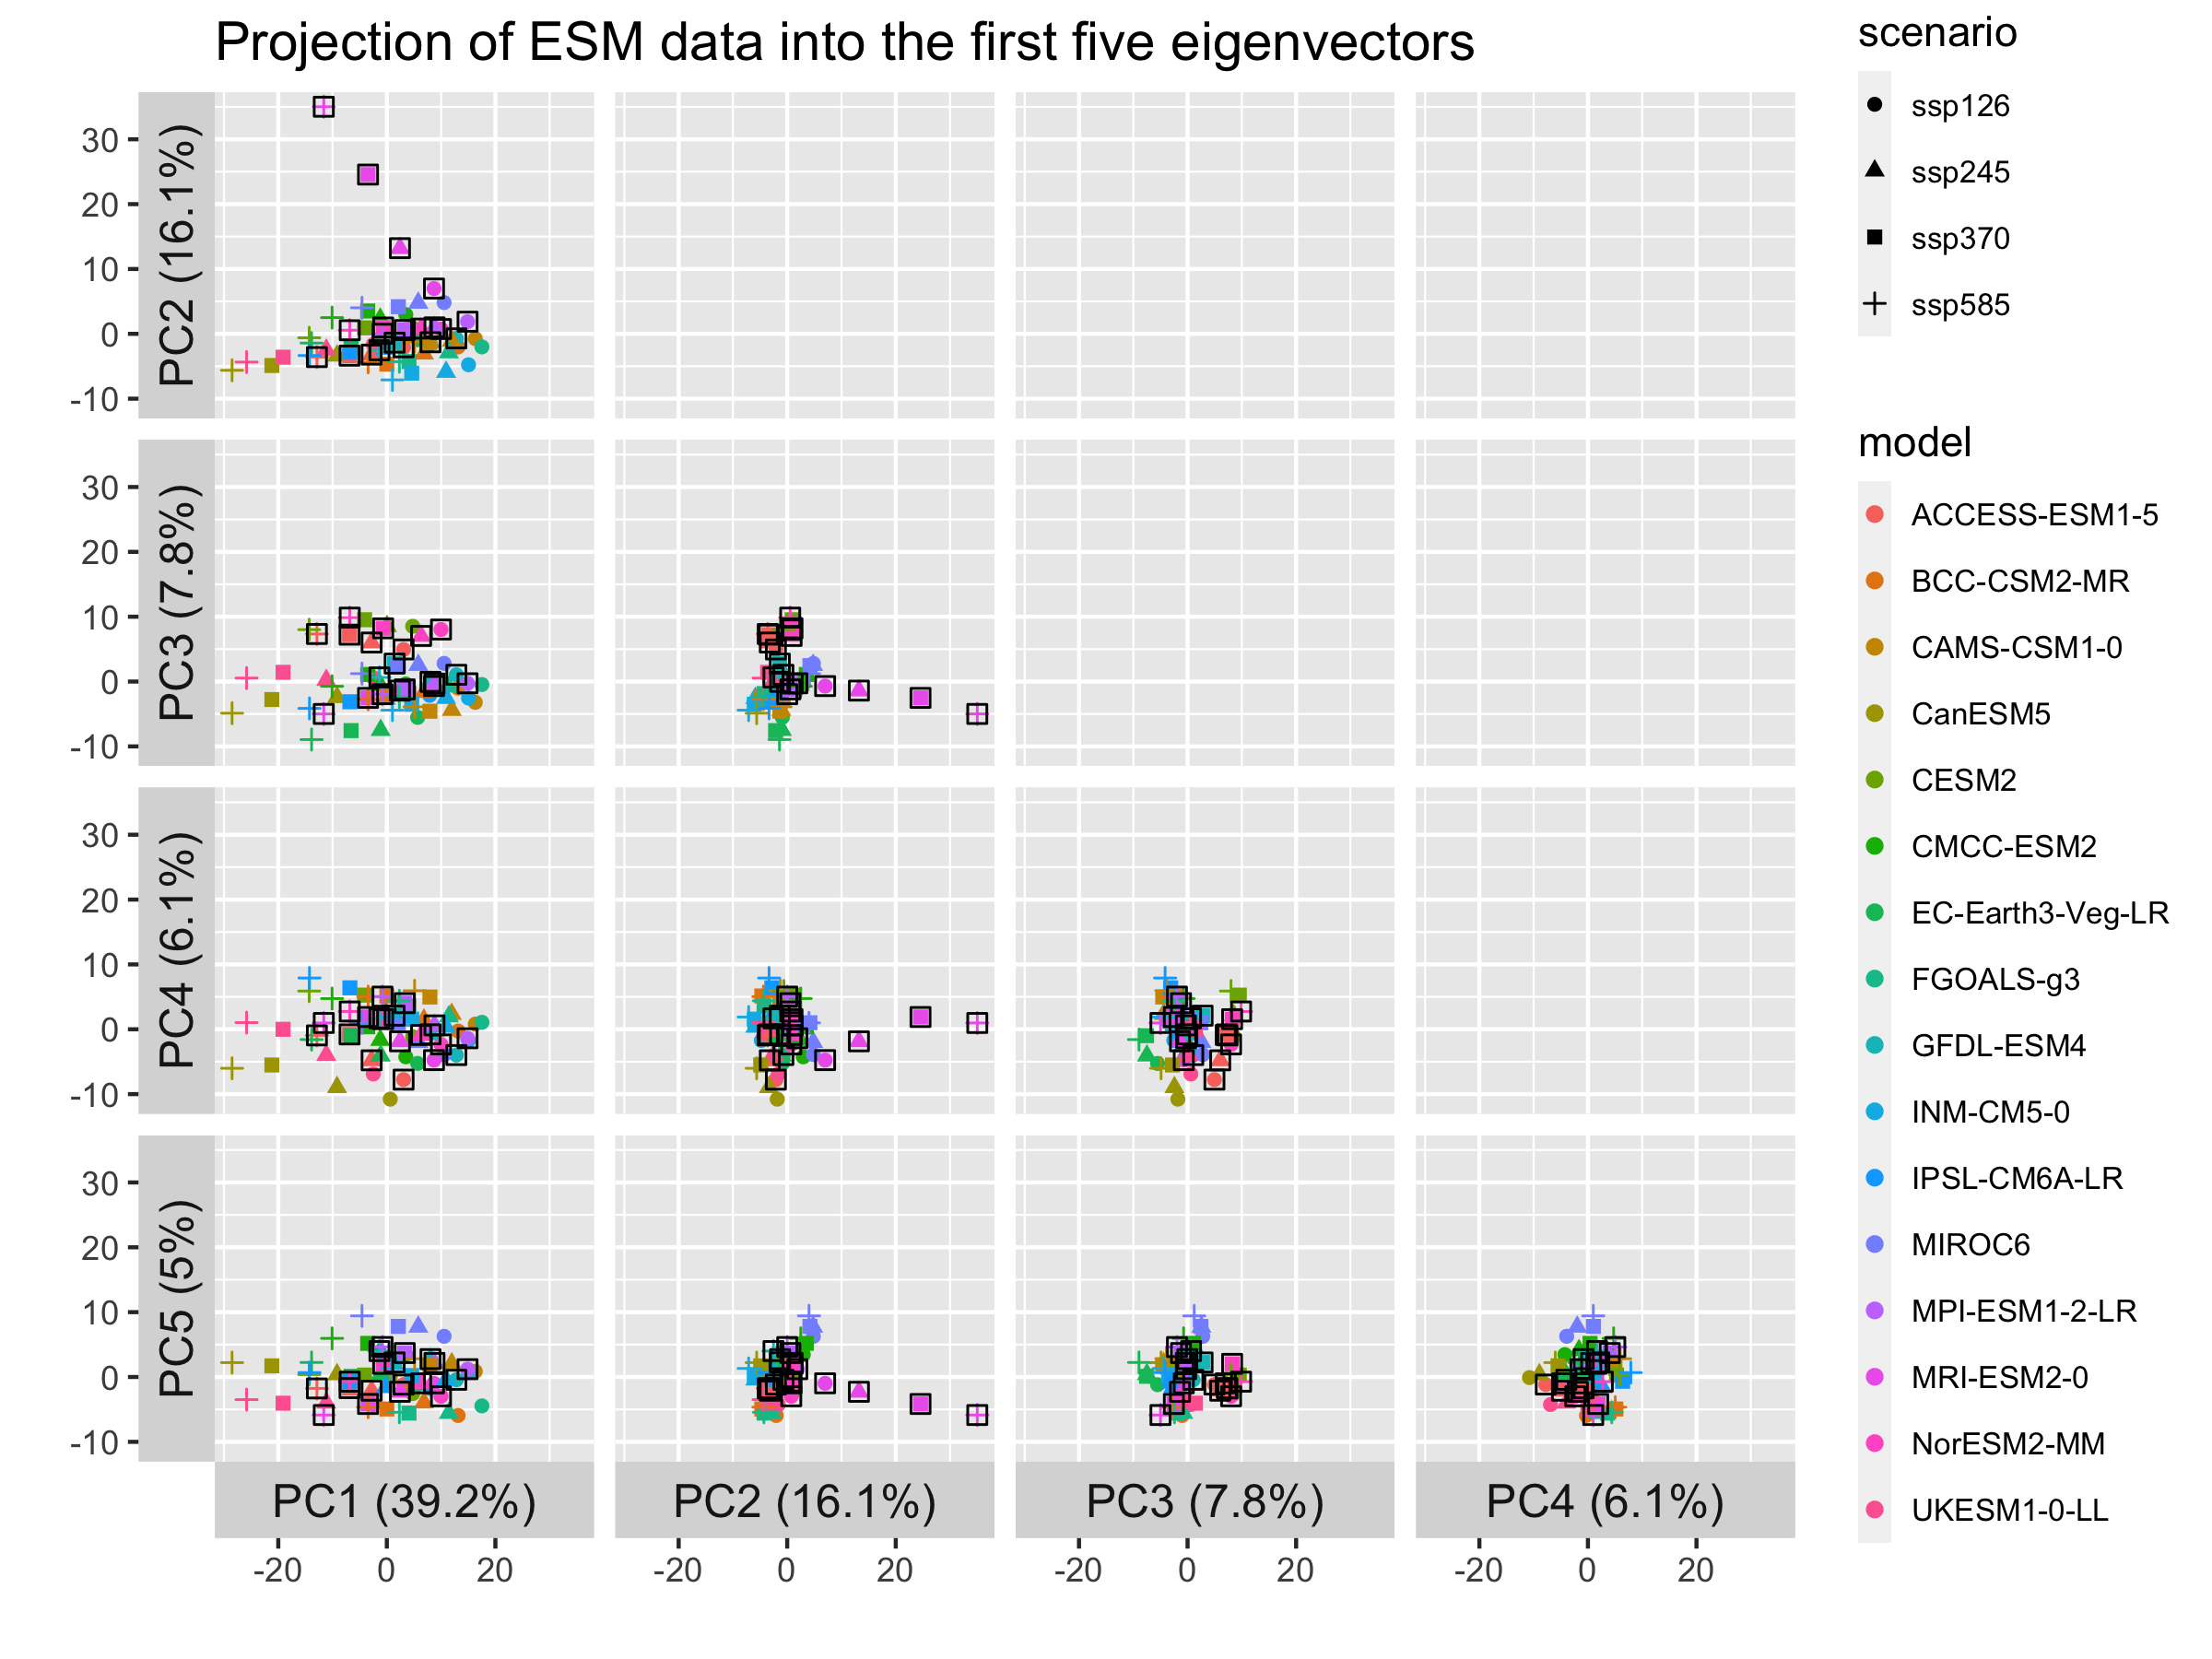 Projection of ESM data into the first five eigenvectors
PC2 (16.1%)
30
20
10
0
-10
PC3 (7.8%)
30
20
10
0
-10
PC4 (6.1%)
30
20
10
0
-10
PC5 (5%)
30
20
10
0
-10
PC1 (39.2%)
PC2 (16.1%)
PC3 (7.8%)
PC4 (6.1%)
-20 0 20
-20 0 20
-20 0 20
-20 0 20
scenario
ssp126
ssp245
ssp370
ssp585
model
ACCESS-ESM1-5
BCC-CSM2-MR
CAMS-CSM1-0
CanESM5
CESM2
CMCC-ESM2
EC-Earth3-Veg-LR
FGOALS-g3
GFDL-ESM4
INM-CM5-0
IPSL-CM6A-LR
MIROC6
MPI-ESM1-2-LR
MRI-ESM2-0
NorESM2-MM
UKESM1-0-LL